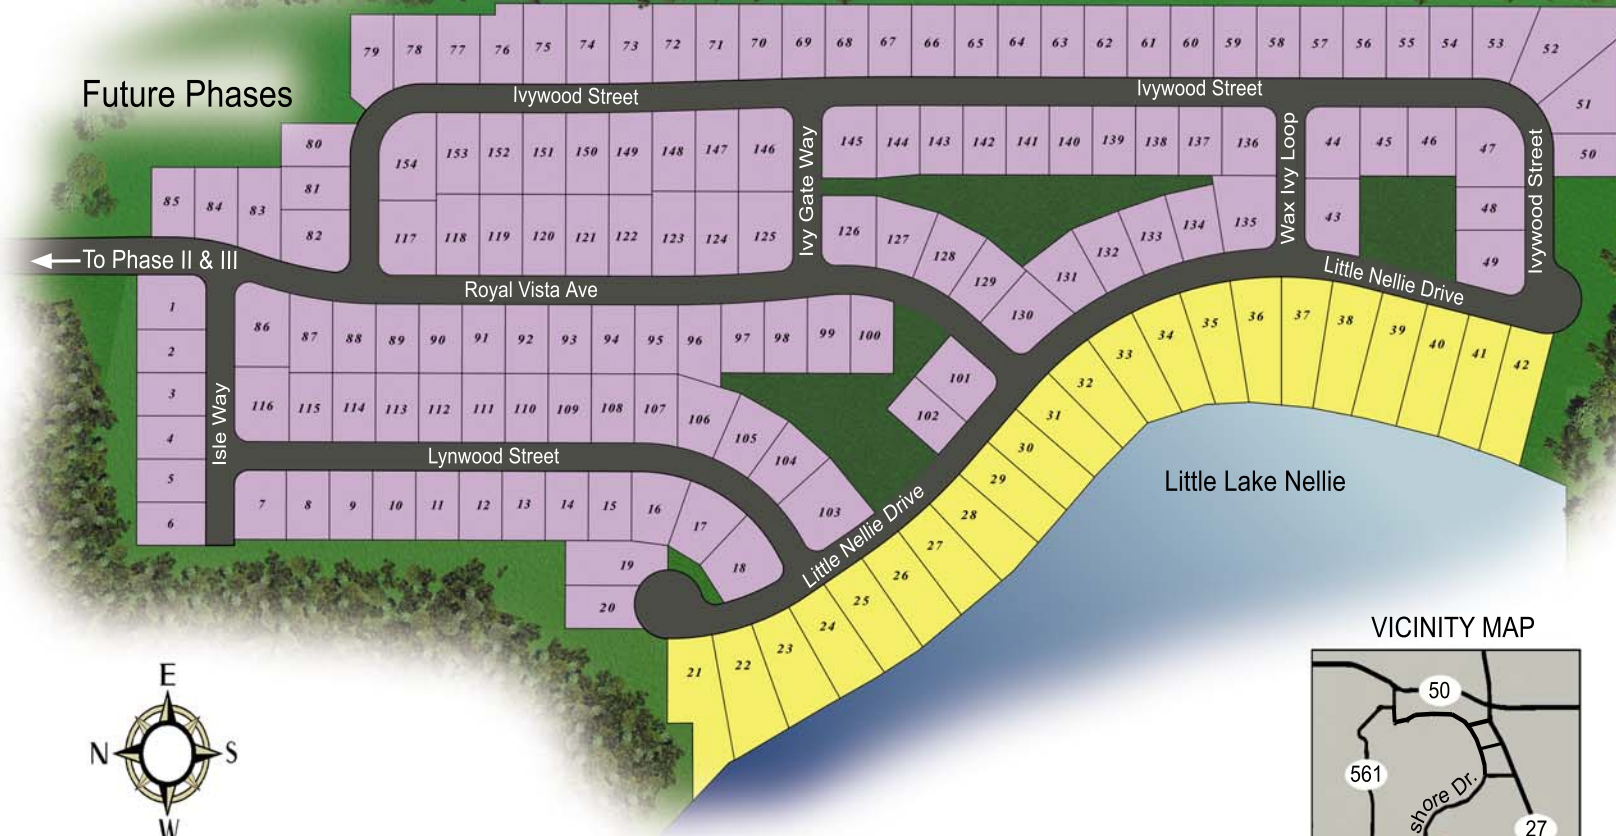 79 78 77 76 75 74 73 72 71 70 69 68 67 66 65 64 63 62 61 60 59 58 57 56 55 54 53 52
51
50
Future Phases
Ivywood Street
Ivywood Street
80
81
82
85 84 83
154 153 152 151 150 149 148 147 146
117 118 119 120 121 122 123 124 125
Ivy Gate Way
145 144 143 142 141 140 139 138 137 136
Wax Ivy Loop
44 45 46 47
43
48
49
Ivywood Street
126 127 128 129 130 131 132 133 134 135
To Phase II & III
Royal Vista Ave
Little Nellie Drive
1
2
3
4
5
6
Isle Way
86 87 88 89 90 91 92 93 94 95 96 97 98 99 100
101
102
116 115 114 113 112 111 110 109 108 107 106 105 104 103
Lynwood Street
7 8 9 10 11 12 13 14 15 16 17 18
19
20
Little Nellie Drive
21 22 23 24 25 26 27 28 29 30 31 32 33 34 35 36 37 38 39 40 41 42
Little Lake Nellie
E
N S
W
VICINITY MAP
50
561
shore Dr.
27